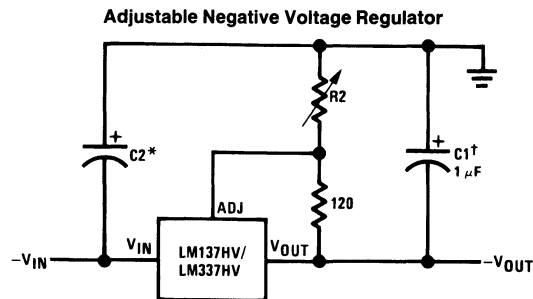 Adjustable Negative Voltage Regulator
R2
C2*
C1†
1 µF
ADJ
120
−VIN
VIN
LM137HV/
LM337HV
VOUT
−VOUT